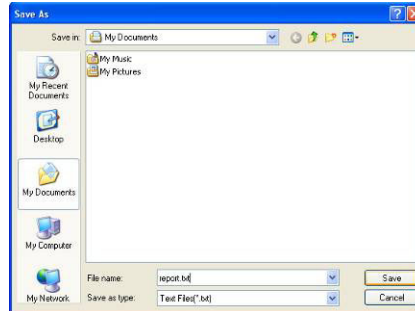 Save As
Save in:
My Documents
My Music
My Pictures
My Recent
Documents
Desktop
My Documents
My Computer
My Network
File name:
report.txt
Save
Save as type:
Text Files(*.txt)
Cancel